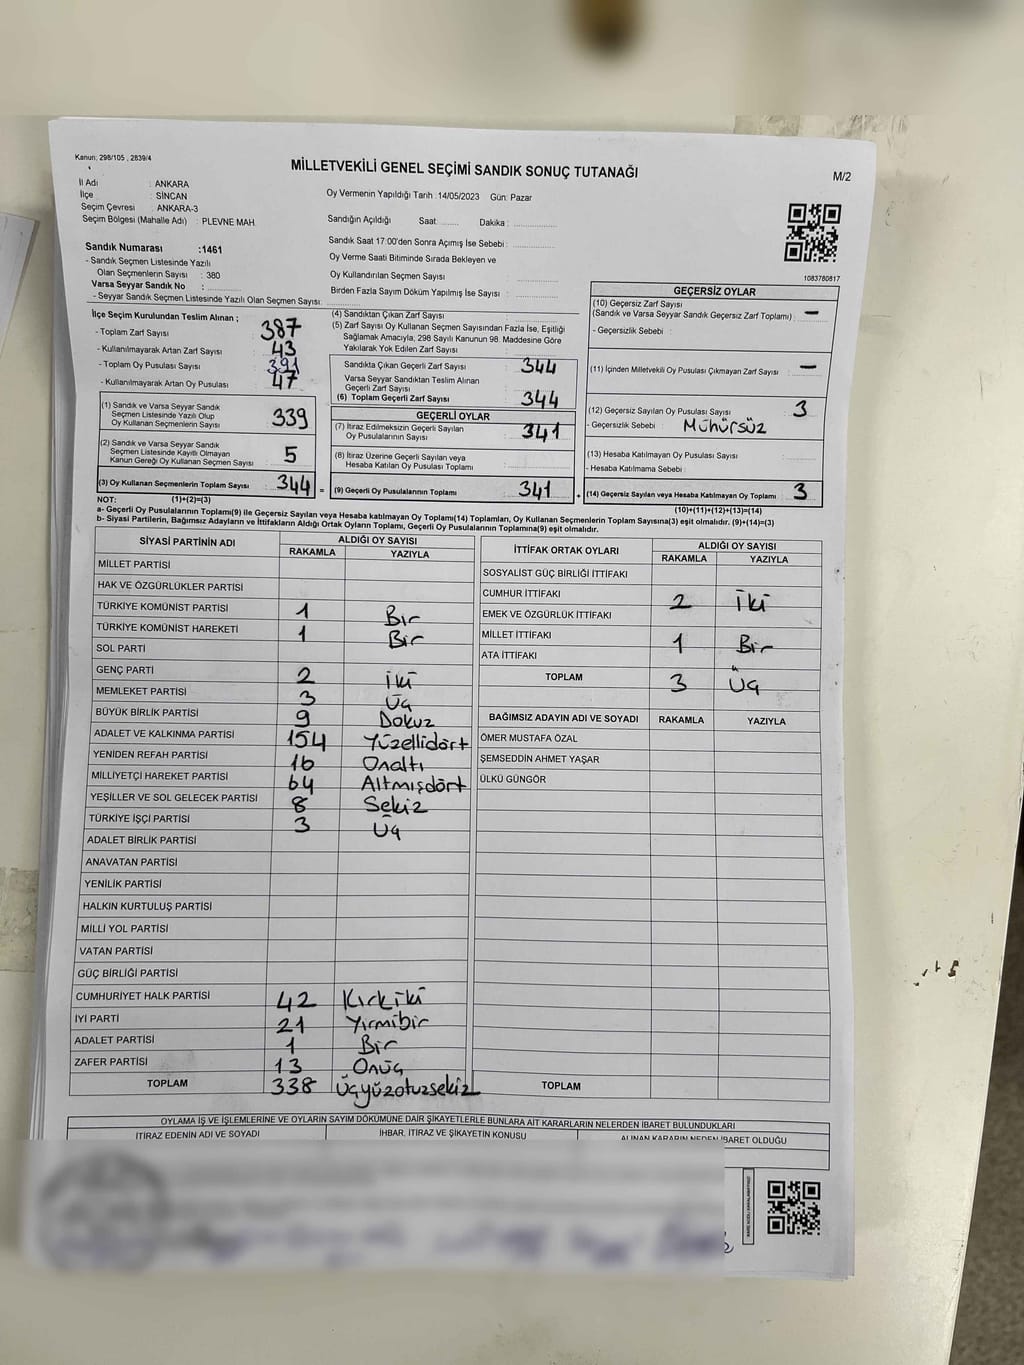 Kanun: 298/105 , 2839/4
MİLLETVEKİLİ GENEL SEÇİMİ SANDIK SONUÇ TUTANAĞI
M/2
İl Adı : ANKARA
İlçe : SİNCAN
Seçim Çevresi : ANKARA-3
Seçim Bölgesi (Mahalle Adı) : PLEVNE MAH.
Oy Vermenin Yapıldığı Tarih :14/05/2023 Gün: Pazar
Sandığın Açıldığı Saat: ........ Dakika : ................
Sandık Saat 17:00'den Sonra Açımış İse Sebebi : ................
Oy Verme Saati Bitiminde Sırada Bekleyen ve
Oy Kullandırılan Seçmen Sayısı : ................
Birden Fazla Sayım Döküm Yapılmış İse Sayısı : ................
Sandık Numarası :1461
- Sandık Seçmen Listesinde Yazılı
Olan Seçmenlerin Sayısı : 380
Varsa Seyyar Sandık No : ................
- Seyyar Sandık Seçmen Listesinde Yazılı Olan Seçmen Sayısı: ................
1083780817
İlçe Seçim Kurulundan Teslim Alınan ;
- Toplam Zarf Sayısı 387
- Kullanılmayarak Artan Zarf Sayısı 43
- Toplam Oy Pusulası Sayısı 391
- Kullanılmayarak Artan Oy Pusulası 47
(1) Sandık ve Varsa Seyyar Sandık
Seçmen Listesinde Yazılı Olup
Oy Kullanan Seçmenlerin Sayısı 339
(2) Sandık ve Varsa Seyyar Sandık
Seçmen Listesinde Kayıtlı Olmayan
Kanun Gereği Oy Kullanan Seçmen Sayısı 5
(3) Oy Kullanan Seçmenlerin Toplam Sayısı 344 =
(4) Sandıktan Çıkan Zarf Sayısı :
(5) Zarf Sayısı Oy Kullanan Seçmen Sayısından Fazla İse, Eşitliği
Sağlamak Amacıyla, 298 Sayılı Kanunun 98. Maddesine Göre
Yakılarak Yok Edilen Zarf Sayısı :
Sandıkta Çıkan Geçerli Zarf Sayısı : 344
Varsa Seyyar Sandıktan Teslim Alınan
Geçerli Zarf Sayısı :
(6) Toplam Geçerli Zarf Sayısı : 344
GEÇERLİ OYLAR
(7) İtiraz Edilmeksizin Geçerli Sayılan
Oy Pusulalarının Sayısı : 341
(8) İtiraz Üzerine Geçerli Sayılan veya
Hesaba Katılan Oy Pusulası Toplamı :
(9) Geçerli Oy Pusulalarının Toplamı : 341 +
GEÇERSİZ OYLAR
(10) Geçersiz Zarf Sayısı
(Sandık ve Varsa Seyyar Sandık Geçersiz Zarf Toplamı) : -
- Geçersizlik Sebebi :
(11) İçinden Milletvekili Oy Pusulası Çıkmayan Zarf Sayısı : -
(12) Geçersiz Sayılan Oy Pusulası Sayısı : 3
- Geçersizlik Sebebi : Mühürsüz
(13) Hesaba Katılmayan Oy Pusulası Sayısı :
- Hesaba Katılmama Sebebi :
(14) Geçersiz Sayılan veya Hesaba Katılmayan Oy Toplamı : 3
NOT: (1)+(2)=(3) (10)+(11)+(12)+(13)=(14)
a- Geçerli Oy Pusulaların Toplamı(9) ile Geçersiz Sayılan veya Hesaba katılmayan Oy Toplamı(14) Toplamları, Oy Kullanan Seçmenlerin Toplam Sayısına(3) eşit olmalıdır. (9)+(14)=(3)
b- Siyasi Partilerin, Bağımsız Adayların ve İttifakların Aldığı Ortak Oyların Toplamı, Geçerli Oy Pusulalarının Toplamına(9) eşit olmalıdır.
SİYASİ PARTİNİN ADI ALDIĞI OY SAYISI
RAKAMLA YAZIYLA
MİLLET PARTİSİ
HAK VE ÖZGÜRLÜKLER PARTİSİ
TÜRKİYE KOMÜNİST PARTİSİ 1 Bir
TÜRKİYE KOMÜNİST HAREKETİ 1 Bir
SOL PARTİ
GENÇ PARTİ 2 İki
MEMLEKET PARTİSİ 3 Üç
BÜYÜK BİRLİK PARTİSİ 9 Dokuz
ADALET VE KALKINMA PARTİSİ 154 Yüzellidört
YENİDEN REFAH PARTİSİ 16 Onaltı
MİLLİYETÇİ HAREKET PARTİSİ 64 Altmışdört
YEŞİLLER VE SOL GELECEK PARTİSİ 8 Sekiz
TÜRKİYE İŞÇİ PARTİSİ 3 Üç
ADALET BİRLİK PARTİSİ
ANAVATAN PARTİSİ
YENİLİK PARTİSİ
HALKIN KURTULUŞ PARTİSİ
MİLLİ YOL PARTİSİ
VATAN PARTİSİ
GÜÇ BİRLİĞİ PARTİSİ
CUMHURİYET HALK PARTİSİ 42 Kırkiki
İYİ PARTİ 21 Yirmibir
ADALET PARTİSİ 1 Bir
ZAFER PARTİSİ 13 Onüç
TOPLAM 338 Üçyüzotuzsekiz
İTTİFAK ORTAK OYLARI ALDIĞI OY SAYISI
RAKAMLA YAZIYLA
SOSYALİST GÜÇ BİRLİĞİ İTTİFAKI
CUMHUR İTTİFAKI 2 İki
EMEK VE ÖZGÜRLÜK İTTİFAKI
MİLLET İTTİFAKI 1 Bir
ATA İTTİFAKI
TOPLAM 3 Üç
BAĞIMSIZ ADAYIN ADI VE SOYADI RAKAMLA YAZIYLA
ÖMER MUSTAFA ÖZAL
ŞEMSEDDİN AHMET YAŞAR
ÜLKÜ GÜNGÖR
TOPLAM
OYLAMA İŞ VE İŞLEMLERİNE VE OYLARIN SAYIM DÖKÜMÜNE DAİR ŞİKAYETLERLE BUNLARA AİT KARARLARIN NELERDEN İBARET BULUNDUKLARI
İTİRAZ EDENİN ADI VE SOYADI İHBAR, İTİRAZ VE ŞİKAYETİN KONUSU ALINAN KARARIN NEDEN İBARET OLDUĞU